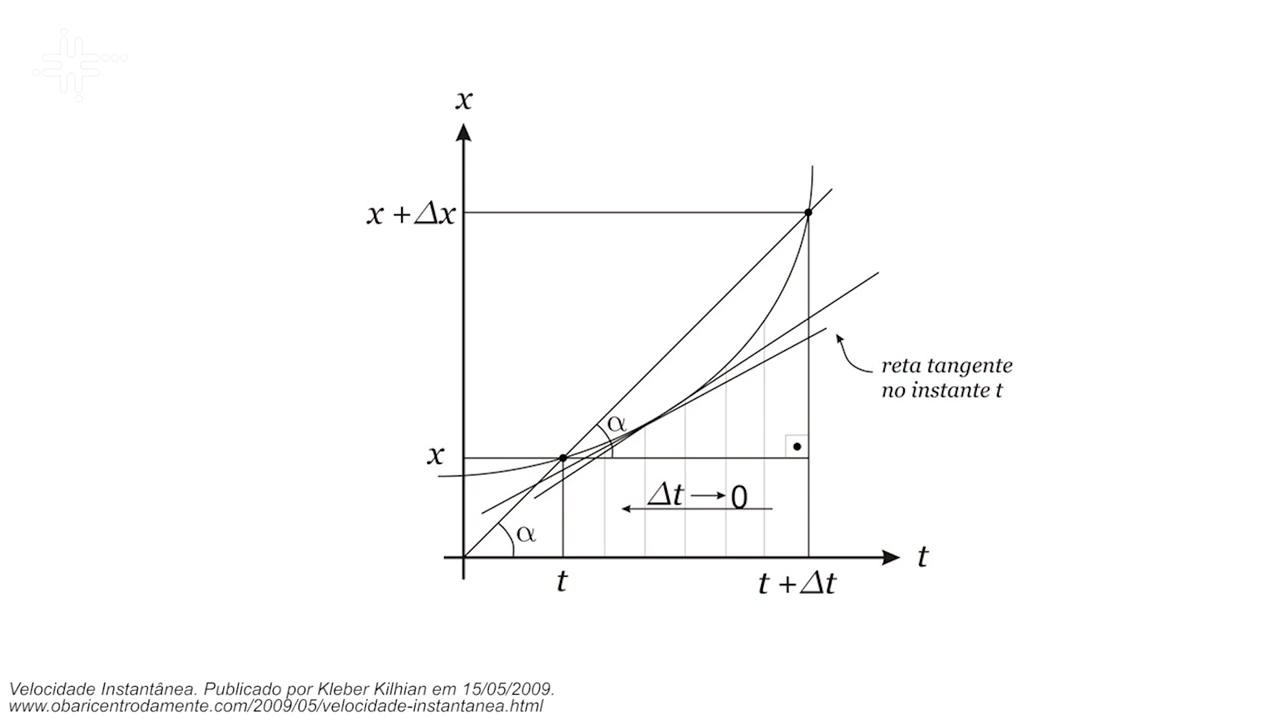 x
x + Δx
α
reta tangente
no instante t
x
Δt → 0
α
t
t
t + Δt
Velocidade Instantânea. Publicado por Kleber Kilhian em 15/05/2009.
www.obaricentrodamente.com/2009/05/velocidade-instantanea.html